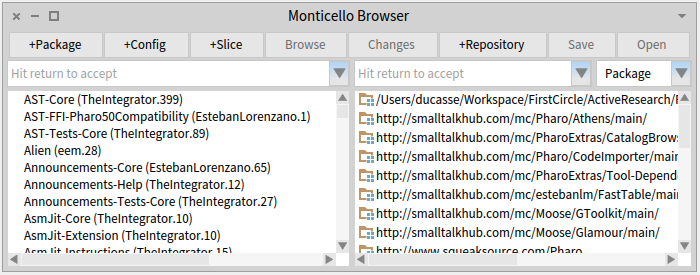 Monticello Browser
+Package +Config +Slice Browse Changes +Repository Save Open
Hit return to accept Hit return to accept Package
AST-Core (TheIntegrator.399)
AST-FFI-Pharo50Compatibility (EstebanLorenzano.1)
AST-Tests-Core (TheIntegrator.89)
Alien (eem.28)
Announcements-Core (EstebanLorenzano.65)
Announcements-Help (TheIntegrator.12)
Announcements-Tests-Core (TheIntegrator.27)
AsmJit-Core (TheIntegrator.10)
AsmJit-Extension (TheIntegrator.10)
AsmJit-Instructions (TheIntegrator.15)
/Users/ducasse/Workspace/FirstCircle/ActiveResearch/
http://smalltalkhub.com/mc/Pharo/Athens/main/
http://smalltalkhub.com/mc/PharoExtras/CatalogBrows
http://smalltalkhub.com/mc/Pharo/CodeImporter/main
http://smalltalkhub.com/mc/PharoExtras/Tool-Depend
http://smalltalkhub.com/mc/estebanlm/FastTable/main
http://smalltalkhub.com/mc/Moose/GToolkit/main/
http://smalltalkhub.com/mc/Moose/Glamour/main/
http://www.squeaksource.com/Pharo